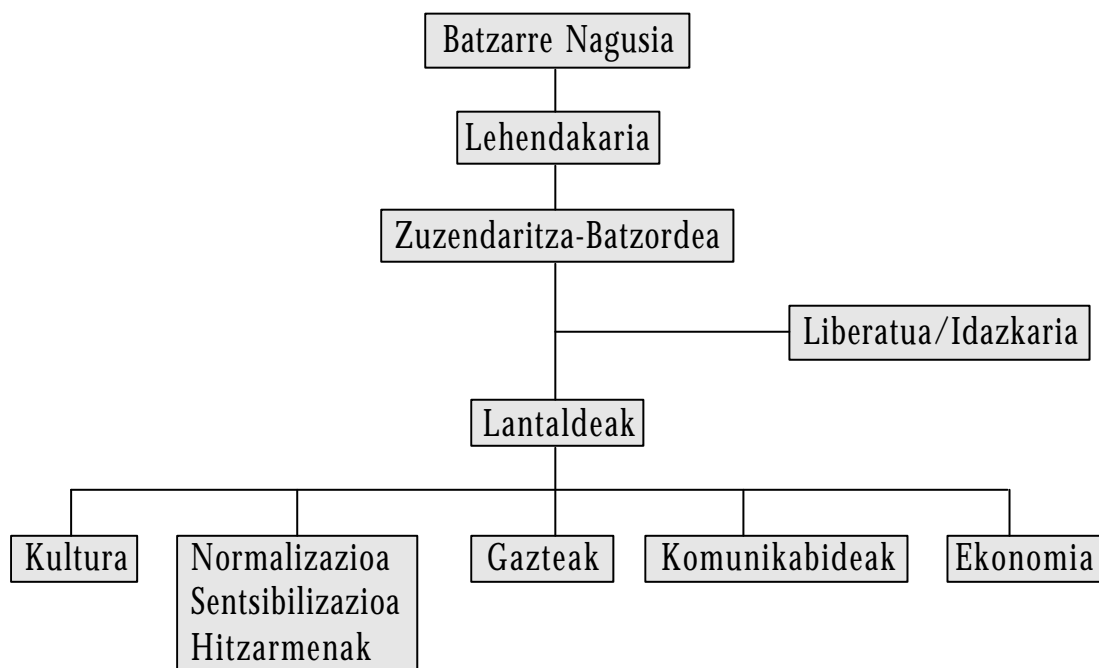 Batzarre Nagusia
Lehendakaria
Zuzendaritza-Batzordea
Liberatua/Idazkaria
Lantaldeak
Kultura
Normalizazioa
Sentsibilizazioa
Hitzarmenak
Gazteak
Komunikabideak
Ekonomia